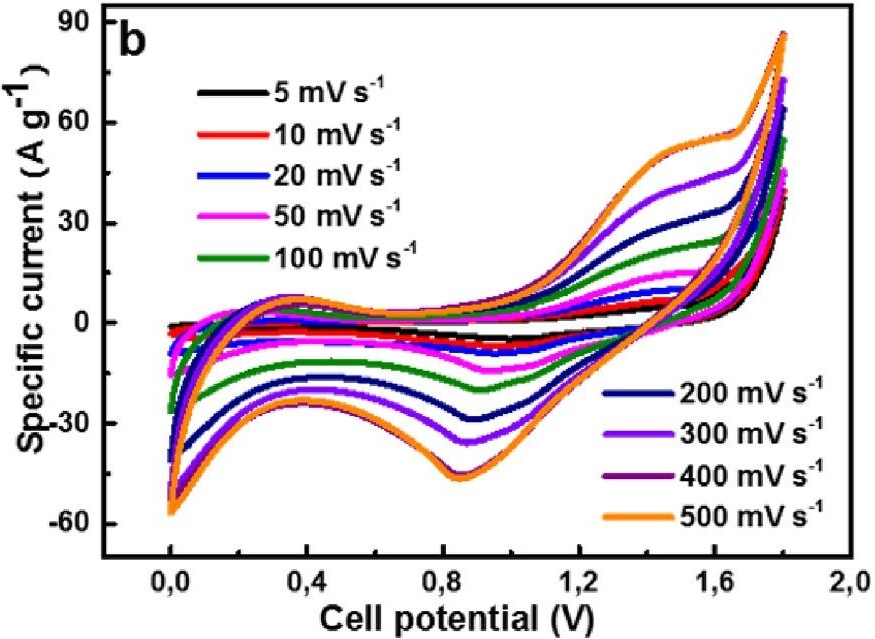 b
5 mV s⁻¹
10 mV s⁻¹
20 mV s⁻¹
50 mV s⁻¹
100 mV s⁻¹
200 mV s⁻¹
300 mV s⁻¹
400 mV s⁻¹
500 mV s⁻¹
Specific current (A g⁻¹)
90
60
30
0
-30
-60
0,0 0,4 0,8 1,2 1,6 2,0
Cell potential (V)